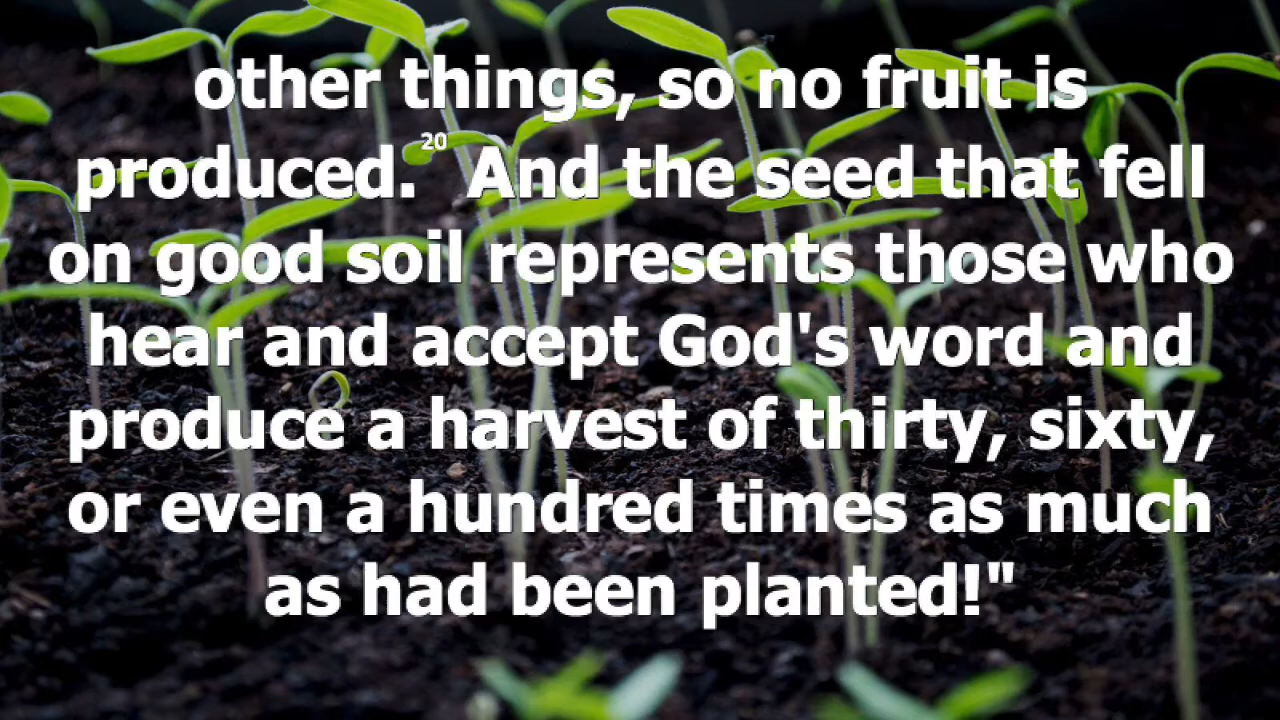 other things, so no fruit is
produced. 20 And the seed that fell
on good soil represents those who
hear and accept God's word and
produce a harvest of thirty, sixty,
or even a hundred times as much
as had been planted!"